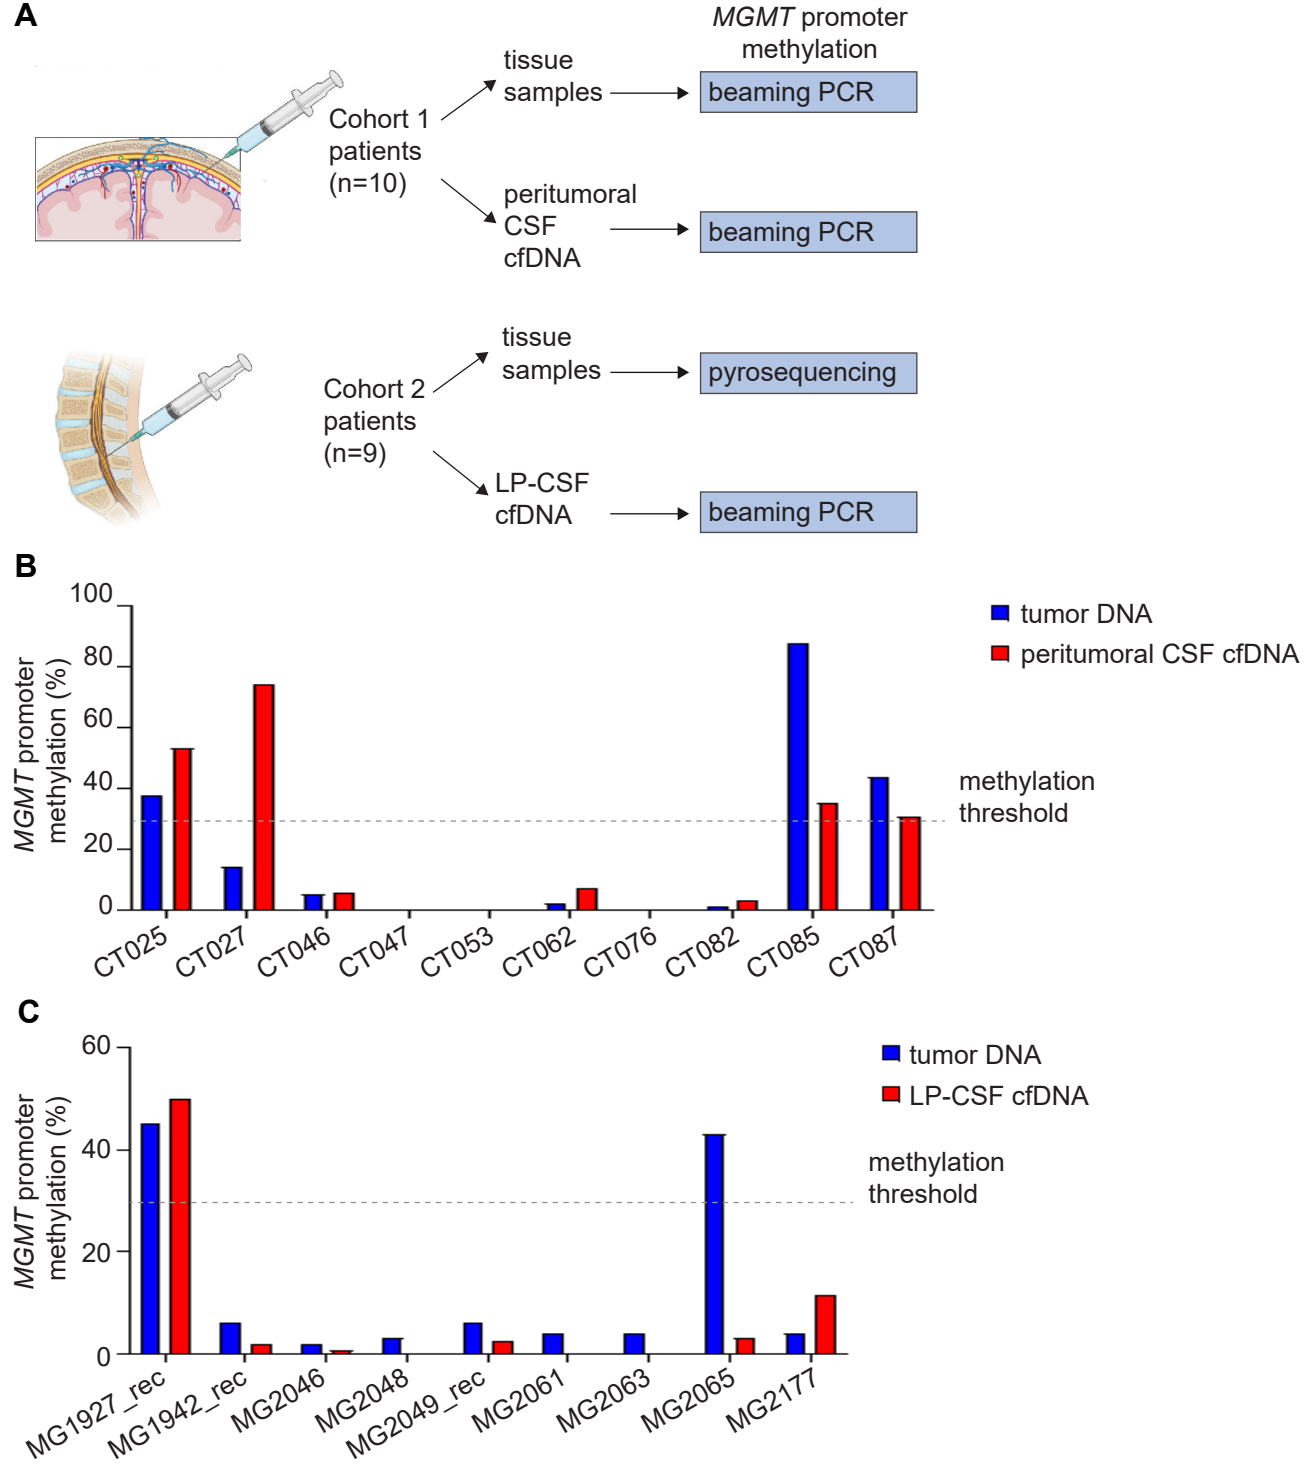 A
MGMT promoter
methylation
tissue
samples
beaming PCR
Cohort 1
patients
(n=10)
peritumoral
CSF
cfDNA
beaming PCR
tissue
samples
pyrosequencing
Cohort 2
patients
(n=9)
LP-CSF
cfDNA
beaming PCR
B
MGMT promoter
methylation (%)
100
80
60
40
20
0
tumor DNA
peritumoral CSF cfDNA
methylation
threshold
CT025
CT027
CT046
CT047
CT053
CT062
CT076
CT082
CT085
CT087
C
MGMT promoter
methylation (%)
60
40
20
0
tumor DNA
LP-CSF cfDNA
methylation
threshold
MG1927_rec
MG1942_rec
MG2046
MG2048
MG2049_rec
MG2061
MG2063
MG2065
MG2177